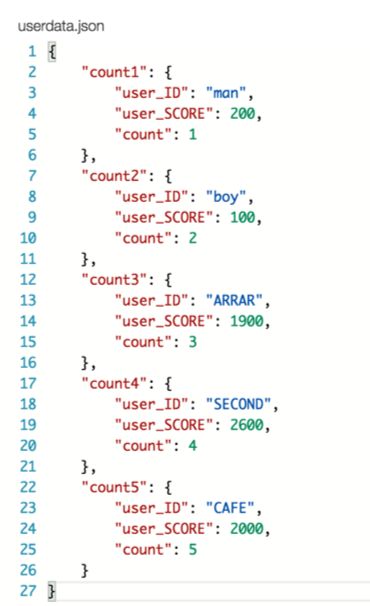 userdata.json
1 {
2 "count1": {
3 "user_ID": "man",
4 "user_SCORE": 200,
5 "count": 1
6 },
7 "count2": {
8 "user_ID": "boy",
9 "user_SCORE": 100,
10 "count": 2
11 },
12 "count3": {
13 "user_ID": "ARRAR",
14 "user_SCORE": 1900,
15 "count": 3
16 },
17 "count4": {
18 "user_ID": "SECOND",
19 "user_SCORE": 2600,
20 "count": 4
21 },
22 "count5": {
23 "user_ID": "CAFE",
24 "user_SCORE": 2000,
25 "count": 5
26 }
27 }